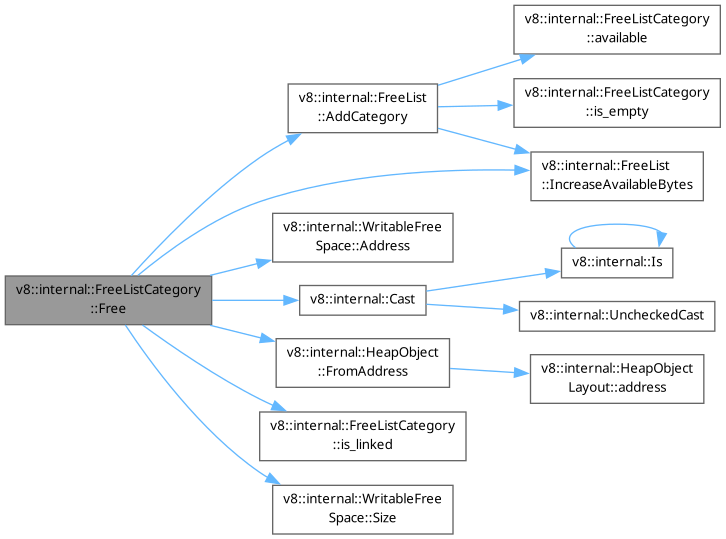 v8::internal::FreeListCategory
::available
v8::internal::FreeList
::AddCategory
v8::internal::FreeListCategory
::is_empty
v8::internal::FreeList
::IncreaseAvailableBytes
v8::internal::WritableFree
Space::Address
v8::internal::Is
v8::internal::FreeListCategory
::Free
v8::internal::Cast
v8::internal::UncheckedCast
v8::internal::HeapObject
::FromAddress
v8::internal::HeapObject
Layout::address
v8::internal::FreeListCategory
::is_linked
v8::internal::WritableFree
Space::Size